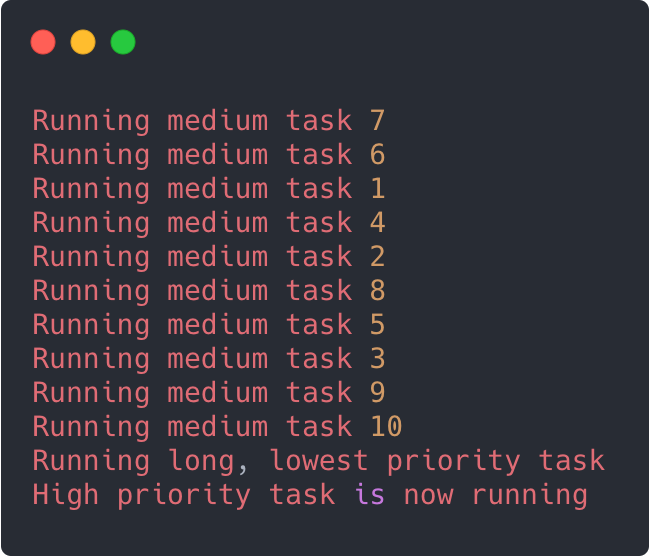 Running medium task 7
Running medium task 6
Running medium task 1
Running medium task 4
Running medium task 2
Running medium task 8
Running medium task 5
Running medium task 3
Running medium task 9
Running medium task 10
Running long, lowest priority task
High priority task is now running